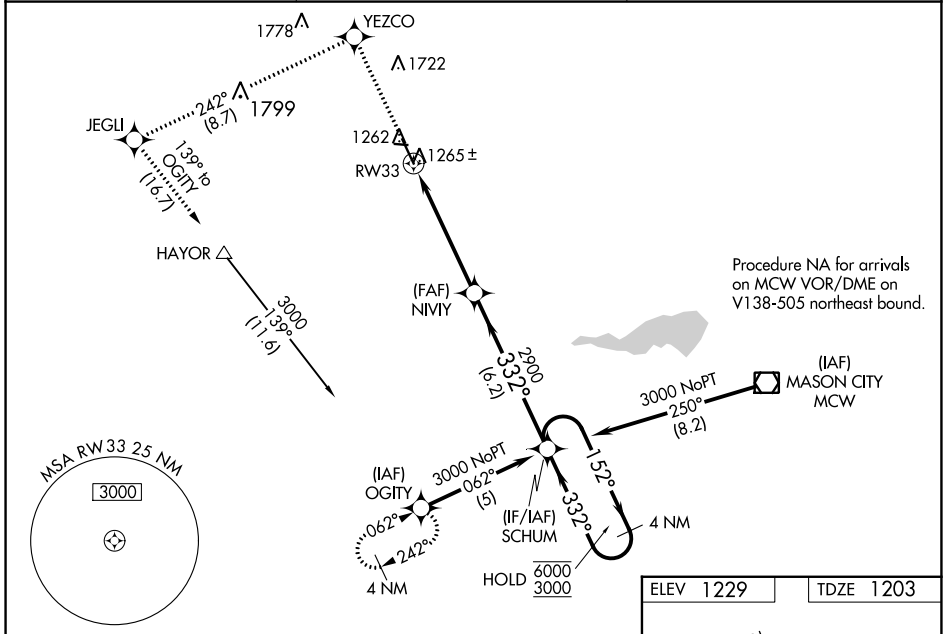 1778
YEZCO
1722
242°
(8.7)
1799
JEGLI
1262
1265 ±
RW33
139° to
OGITY
(16.7)
HAYOR
3000
139°
(11.6)
(FAF)
NIVIY
Procedure NA for arrivals
on MCW VOR/DME on
V138-505 northeast bound.
2900
332°
(6.2)
(IAF)
MASON CITY
MCW
3000 NoPT
250°
(8.2)
MSA RW 33 25 NM
3000
(IAF)
OGITY
3000 NoPT
062°
(5)
152°
332°
(IF/IAF)
SCHUM
062°
242°
4 NM
4 NM
HOLD 6000
3000
ELEV 1229
TDZE 1203